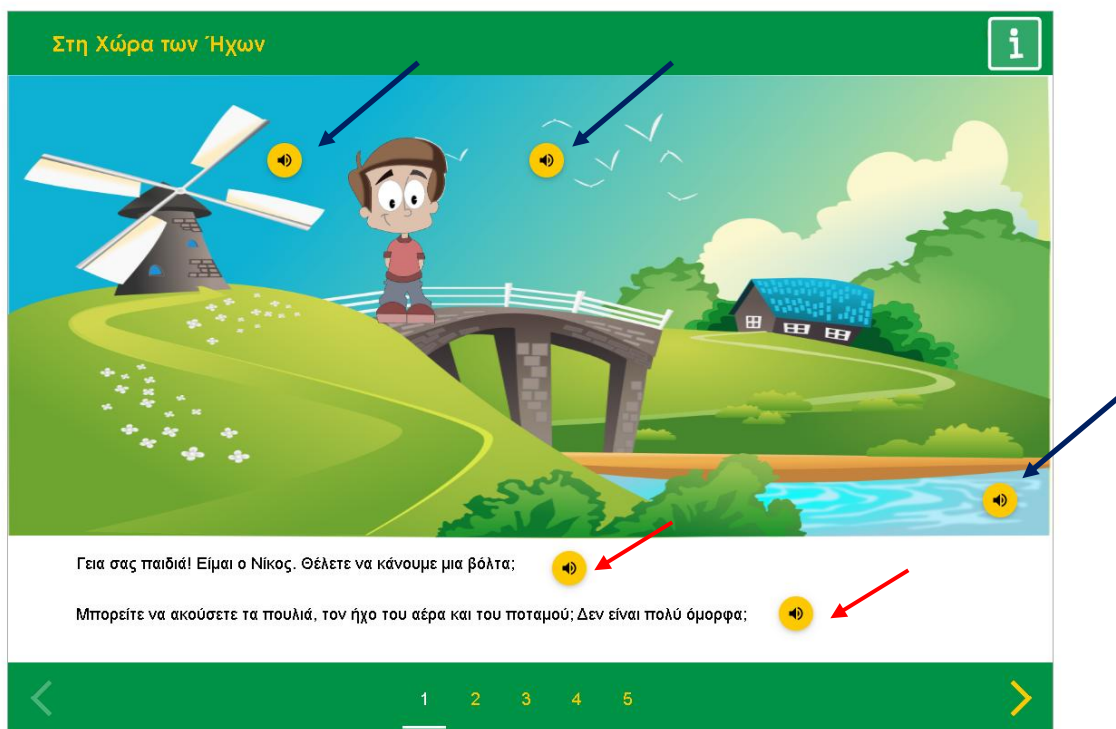 Στη Χώρα των Ήχων
i
Γεια σας παιδιά! Είμαι ο Νίκος. Θέλετε να κάνουμε μια βόλτα;
Μπορείτε να ακούσετε τα πουλιά, τον ήχο του αέρα και του ποταμού; Δεν είναι πολύ όμορφα;
1 2 3 4 5